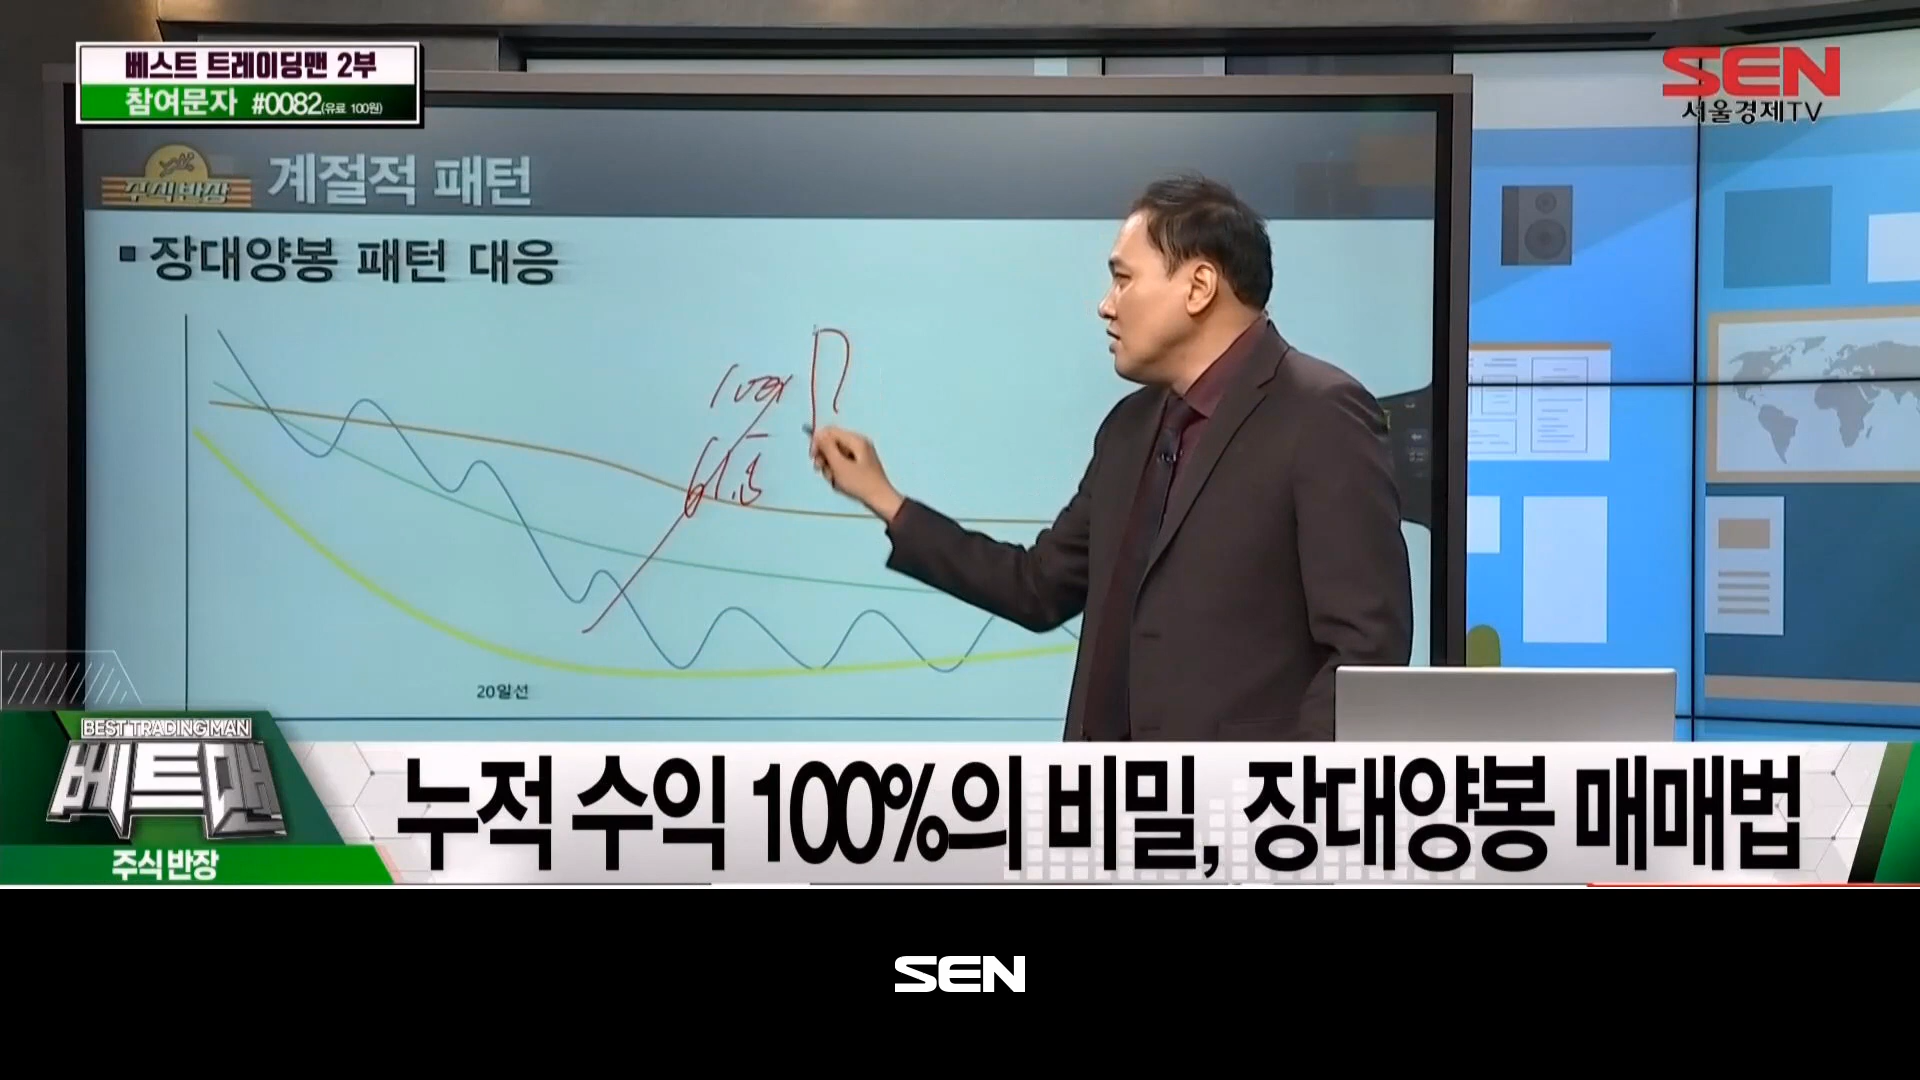 베스트 트레이딩맨 2부
참여문자 #0082(유료 100원)
SEN
서울경제TV
주식반장 계절적 패턴
▪장대양봉 패턴 대응
61.8
20일선
BEST TRADING MAN
베트맨
주식 반장
누적 수익 100%의 비밀, 장대양봉 매매법
SEN